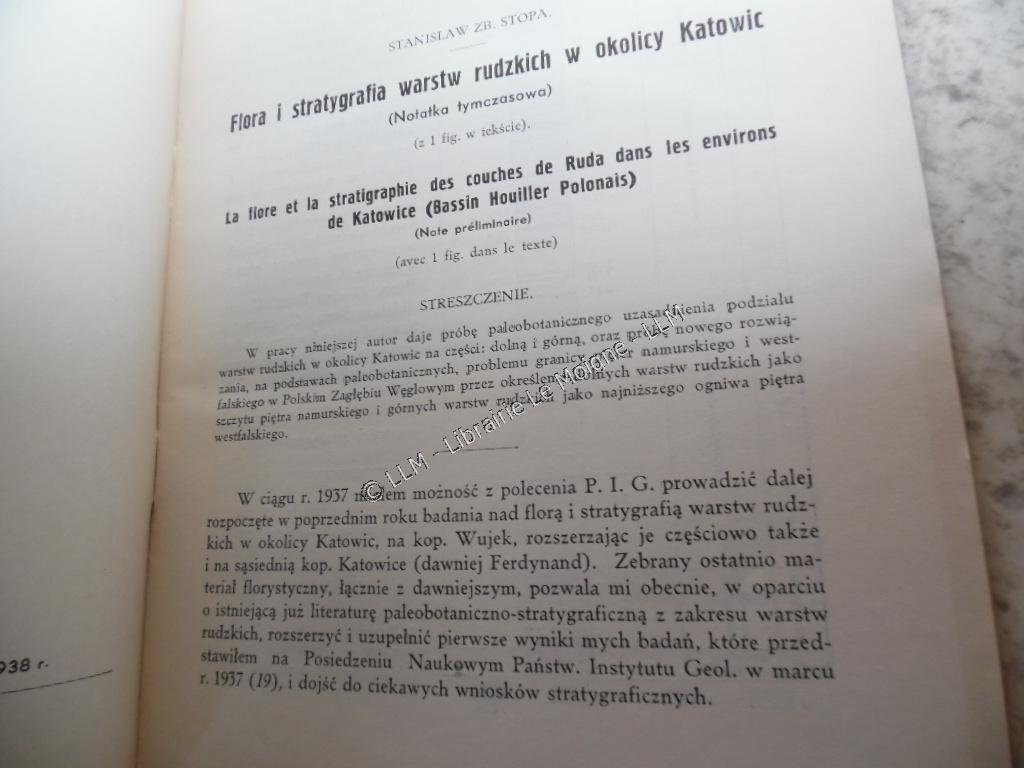 STANISŁAW ZB. STOPA.
Flora i stratygrafia warstw rudzkich w okolicy Katowic
(Notatka tymczasowa)
(z 1 fig. w tekście).
La flore et la stratigraphie des couches de Ruda dans les environs
de Katowice (Bassin Houiller Polonais)
(Note préliminaire)
(avec 1 fig. dans le texte)
STRESZCZENIE.
W pracy niniejszej autor daje próbę paleobotanicznego uzasadnienia podziału
warstw rudzkich w okolicy Katowic na części: dolną i górną, oraz próbę nowego rozwią-
zania, na podstawach paleobotanicznych, problemu granicy pięter namurskiego i west-
falskiego w Polskim Zagłębiu Węglowym przez określenie dolnych warstw rudzkich jako
szczytu piętra namurskiego i górnych warstw rudzkich jako najniższego ogniwa piętra
westfalskiego.
© LLM - Librairie Le Molene - LLM
W ciągu r. 1937 miałem możność z polecenia P. I. G. prowadzić dalej
rozpoczęte w poprzednim roku badania nad florą i stratygrafią warstw rudz-
kich w okolicy Katowic, na kop. Wujek, rozszerzając je częściowo także
i na sąsiednią kop. Katowice (dawniej Ferdynand). Zebrany ostatnio ma-
teriał florystyczny, łącznie z dawniejszym, pozwala mi obecnie, w oparciu
o istniejącą już literaturę paleobotaniczno-stratygraficzną z zakresu warstw
rudzkich, rozszerzyć i uzupełnić pierwsze wyniki mych badań, które przed-
stawiłem na Posiedzeniu Naukowym Państw. Instytutu Geol. w marcu
r. 1937 (19), i dojść do ciekawych wniosków stratygraficznych.
938 r.